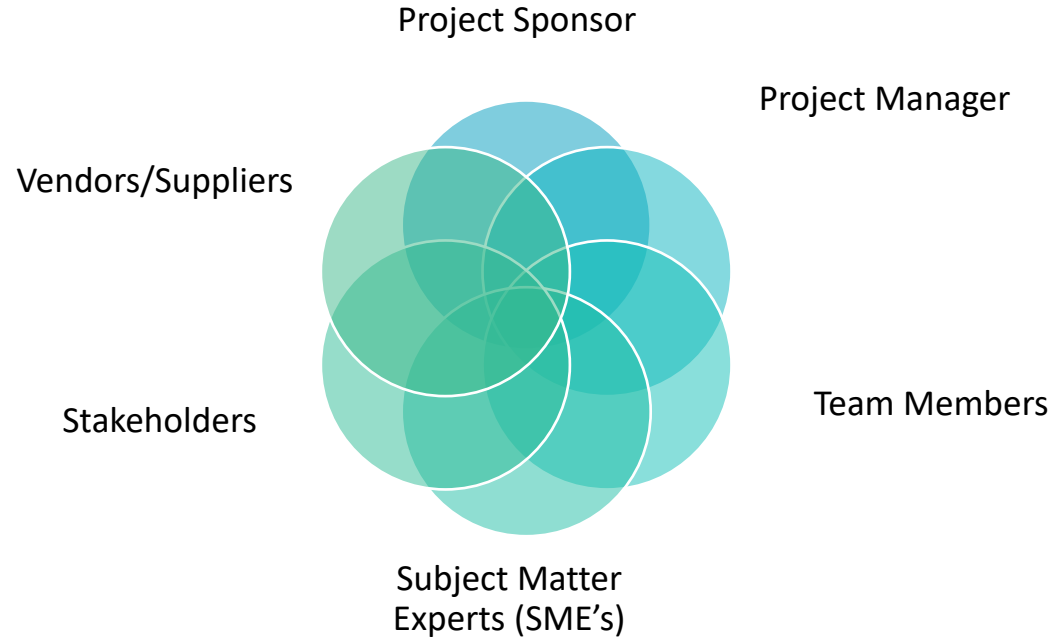 Project Sponsor
Project Manager
Vendors/Suppliers
Team Members
Stakeholders
Subject Matter
Experts (SME's)